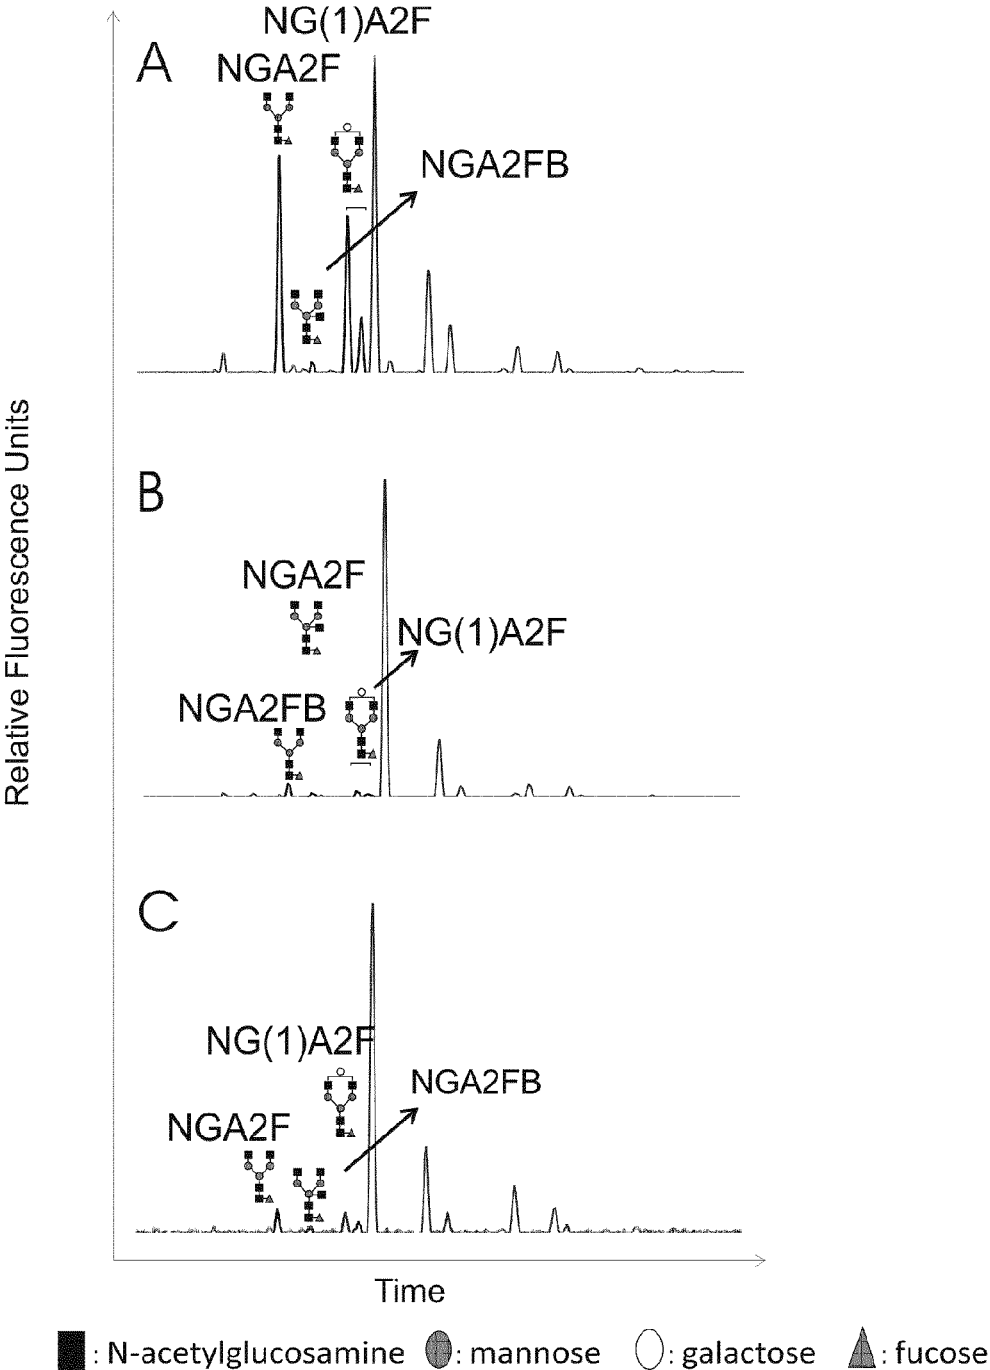 NG(1)A2F
A
NGA2F
NGA2FB
B
NGA2F
NG(1)A2F
NGA2FB
C
NG(1)A2F
NGA2FB
NGA2F
Relative Fluorescence Units
Time
: N-acetylglucosamine : mannose : galactose : fucose